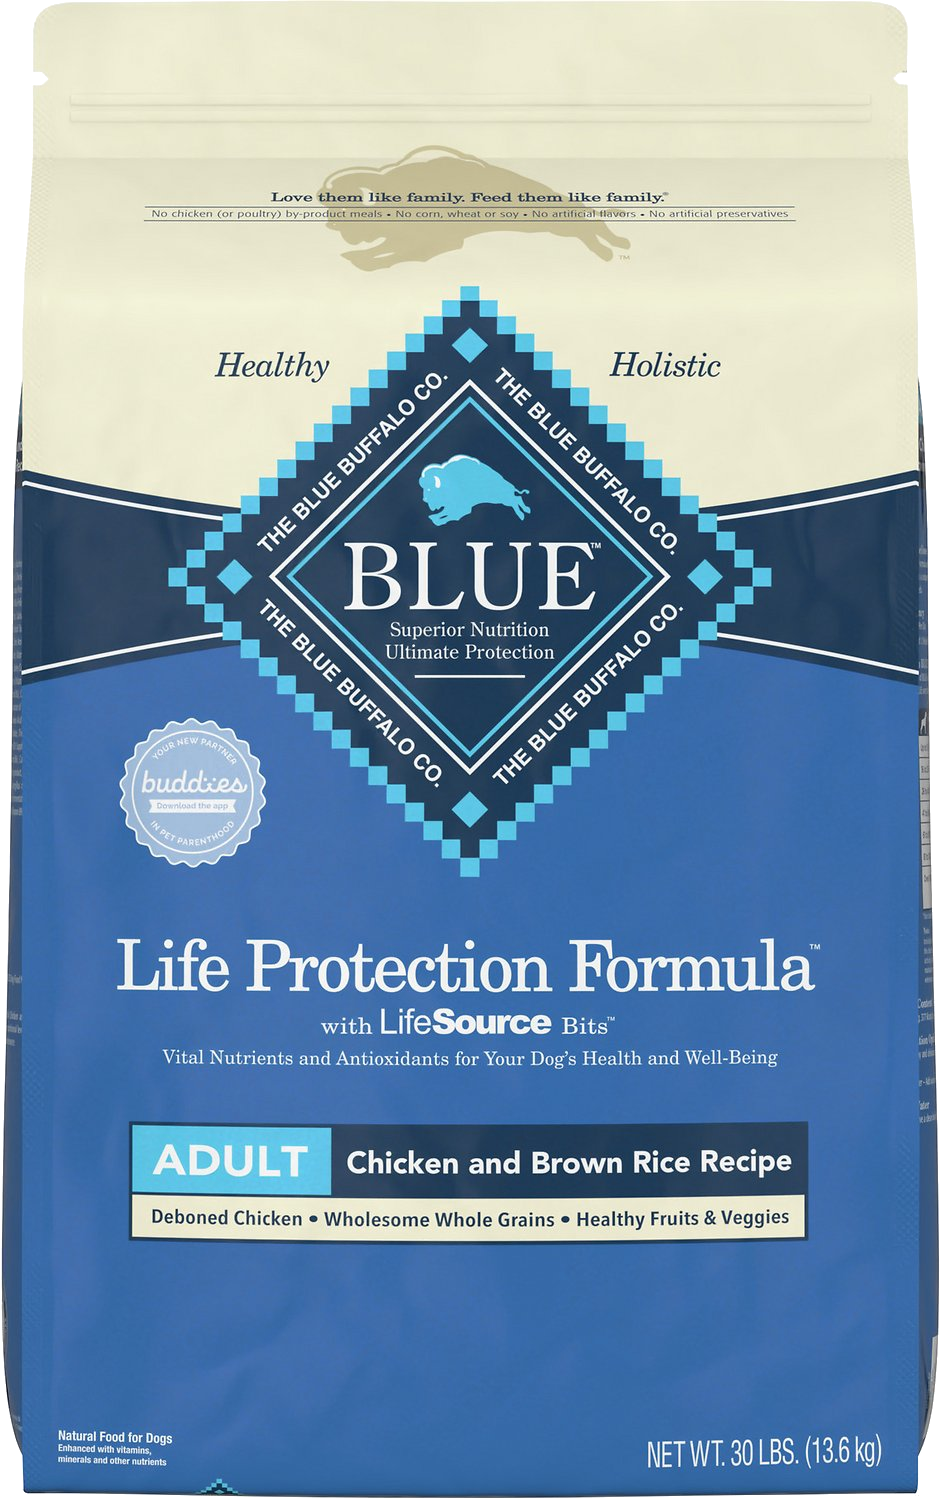 Love them like family. Feed them like family.®
No chicken (or poultry) by-product meals • No corn, wheat or soy • No artificial flavors • No artificial preservatives
TM
Healthy
Holistic
THE BLUE BUFFALO CO.
THE BLUE BUFFALO CO.
BLUE™
Superior Nutrition
Ultimate Protection
THE BLUE BUFFALO CO.
THE BLUE BUFFALO CO.
YOUR NEW PARTNER
buddies
Download the app
IN PET PARENTHOOD
Life Protection Formula™
with LifeSource Bits™
Vital Nutrients and Antioxidants for Your Dog's Health and Well-Being
ADULT Chicken and Brown Rice Recipe
Deboned Chicken • Wholesome Whole Grains • Healthy Fruits & Veggies
Natural Food for Dogs
Enhanced with vitamins,
minerals and other nutrients
NET WT. 30 LBS. (13.6 kg)